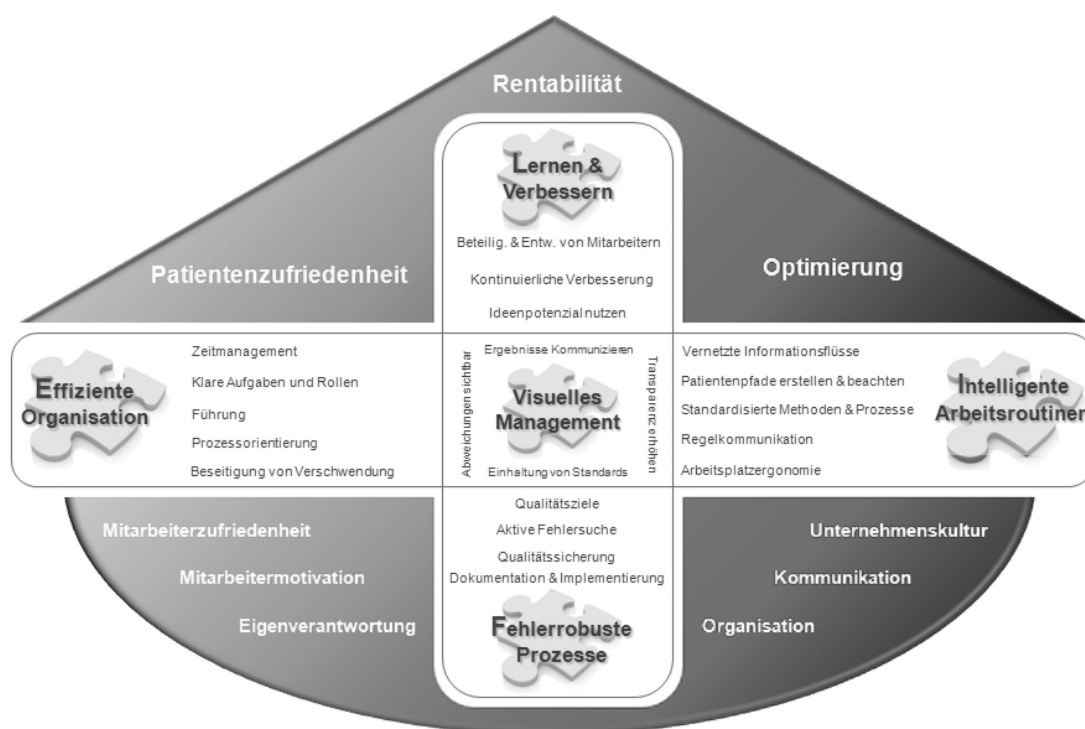 Rentabilität
Lernen &
Verbessern
Beteilig. & Entw. von Mitarbeitern
Kontinuierliche Verbesserung
Ideenpotenzial nutzen
Patientenzufriedenheit
Optimierung
Effiziente
Organisation
Zeitmanagement
Klare Aufgaben und Rollen
Führung
Prozessorientierung
Beseitigung von Verschwendung
Ergebnisse Kommunizieren
Abweichungen sichtbar
Visuelles
Management
Transparenz erhöhen
Einhaltung von Standards
Vernetzte Informationsflüsse
Patientenpfade erstellen & beachten
Standardisierte Methoden & Prozesse
Regelkommunikation
Arbeitsplatzergonomie
Intelligente
Arbeitsroutinen
Qualitätsziele
Aktive Fehlersuche
Qualitätssicherung
Dokumentation & Implementierung
Fehlerrobuste
Prozesse
Mitarbeiterzufriedenheit
Mitarbeitermotivation
Eigenverantwortung
Unternehmenskultur
Kommunikation
Organisation